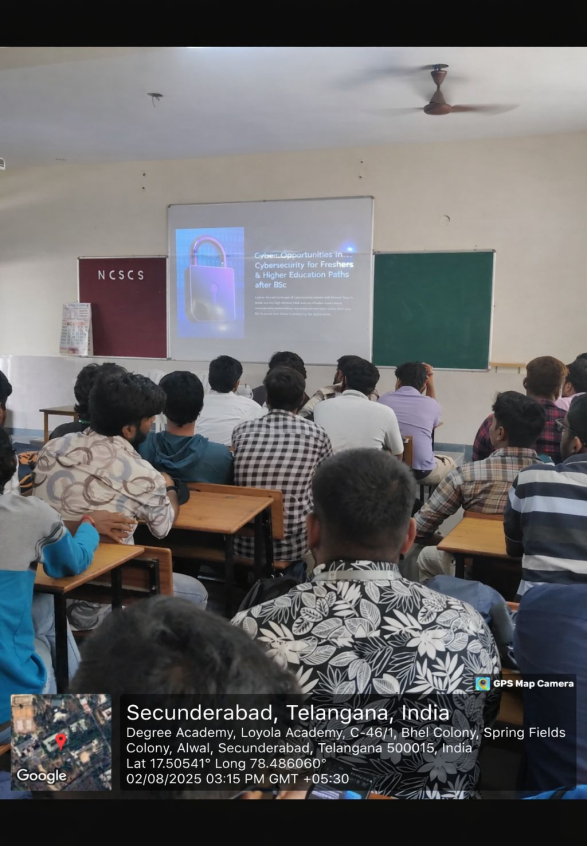 NCSCS
Cyber Opportunities in
Cybersecurity for Freshers
& Higher Education Paths
after BSc
GPS Map Camera
Secunderabad, Telangana, India
Degree Academy, Loyola Academy, C-46/1, Bhel Colony, Spring Fields
Colony, Alwal, Secunderabad, Telangana 500015, India
Lat 17.50541° Long 78.486060°
02/08/2025 03:15 PM GMT +05:30
Google